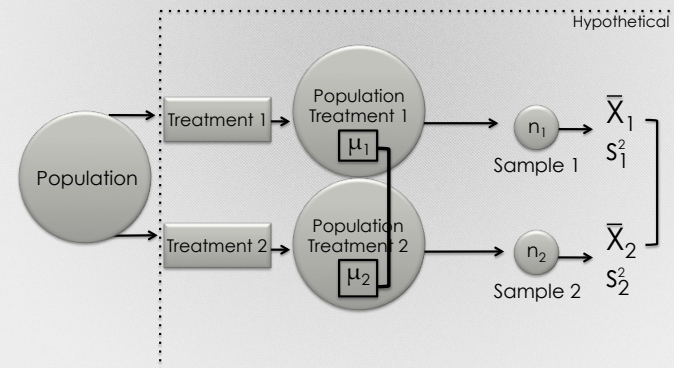 Hypothetical
Population
Treatment 1
Population
Treatment 1
μ₁
n₁
Sample 1
X̄₁
s₁²
Treatment 2
Population
Treatment 2
μ₂
n₂
Sample 2
X̄₂
s₂²